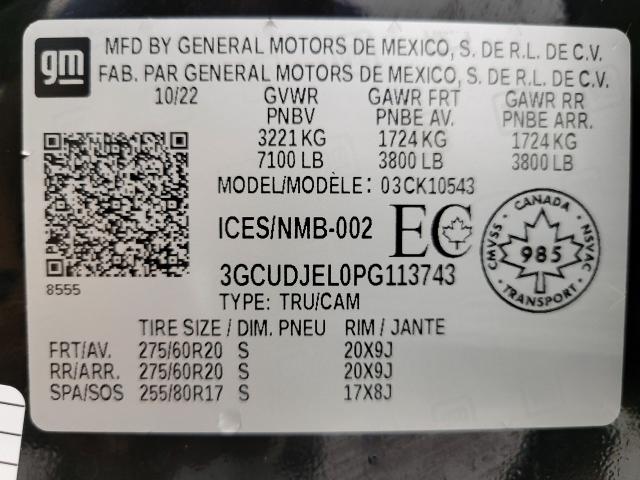 gm
MFD BY GENERAL MOTORS DE MEXICO, S. DE R.L. DE C.V.
FAB. PAR GENERAL MOTORS DE MEXICO, S. DE R.L. DE C.V.
10/22 GVWR GAWR FRT GAWR RR
PNBV PNBE AV. PNBE ARR.
3221 KG 1724 KG 1724 KG
7100 LB 3800 LB 3800 LB
MODEL/MODÈLE: 03CK10543
ICES/NMB-002 EC
CANADA
CMVSS 985 NSVAC
TRANSPORT
3GCUDJEL0PG113743
8555
TYPE: TRU/CAM
TIRE SIZE / DIM. PNEU RIM / JANTE
FRT/AV. 275/60R20 S 20X9J
RR/ARR. 275/60R20 S 20X9J
SPA/SOS 255/80R17 S 17X8J